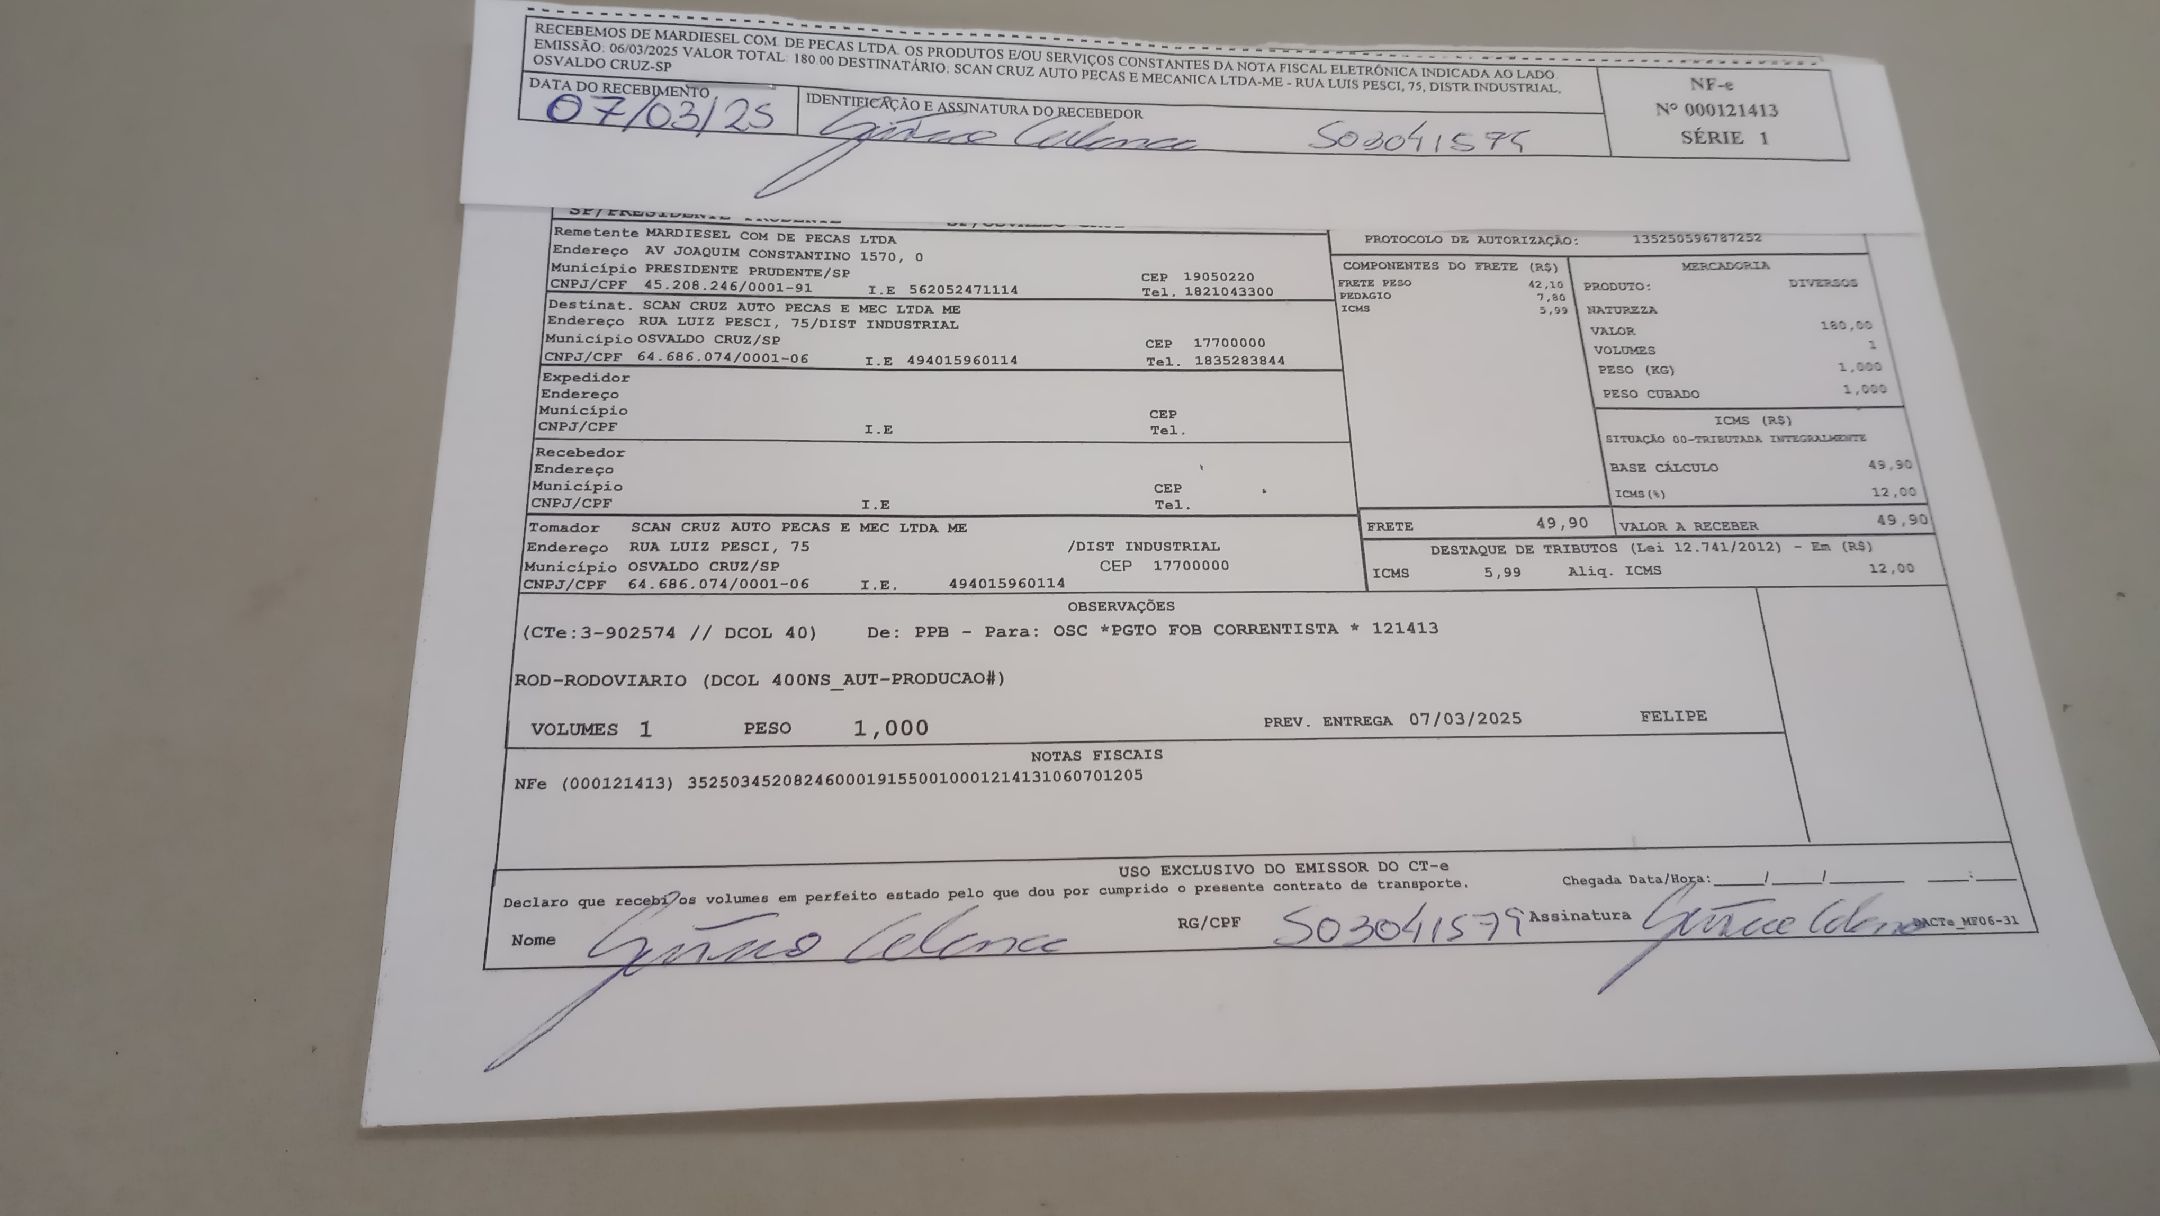 RECEBEMOS DE MARDIESEL COM. DE PECAS LTDA. OS PRODUTOS E/OU SERVIÇOS CONSTANTES DA NOTA FISCAL ELETRÔNICA INDICADA AO LADO.
EMISSÃO: 06/03/2025 VALOR TOTAL: 180.00 DESTINATÁRIO: SCAN CRUZ AUTO PECAS E MECANICA LTDA-ME - RUA LUIS PESCI, 75, DISTR INDUSTRIAL,
OSVALDO CRUZ-SP
DATA DO RECEBIMENTO
07/03/25
IDENTIFICAÇÃO E ASSINATURA DO RECEBEDOR
503041579
NF-e
Nº 000121413
SÉRIE 1
SP/PRESIDENTE PRUDENTE SP/OSVALDO CRUZ
Remetente MARDIESEL COM DE PECAS LTDA
Endereço AV JOAQUIM CONSTANTINO 1570, 0
Município PRESIDENTE PRUDENTE/SP CEP 19050220
CNPJ/CPF 45.208.246/0001-91 I.E 562052471114 Tel. 1821043300
Destinat. SCAN CRUZ AUTO PECAS E MEC LTDA ME
Endereço RUA LUIZ PESCI, 75/DIST INDUSTRIAL
Município OSVALDO CRUZ/SP CEP 17700000
CNPJ/CPF 64.686.074/0001-06 I.E 494015960114 Tel. 1835283844
Expedidor
Endereço
Município CEP
CNPJ/CPF I.E Tel.
Recebedor
Endereço
Município CEP
CNPJ/CPF I.E Tel.
Tomador SCAN CRUZ AUTO PECAS E MEC LTDA ME
Endereço RUA LUIZ PESCI, 75 /DIST INDUSTRIAL
Município OSVALDO CRUZ/SP CEP 17700000
CNPJ/CPF 64.686.074/0001-06 I.E. 494015960114
PROTOCOLO DE AUTORIZAÇÃO: 135250596787252
COMPONENTES DO FRETE (R$)
FRETE PESO 42,10
PEDAGIO 7,80
ICMS 5,99
MERCADORIA
PRODUTO: DIVERSOS
NATUREZA
VALOR 180,00
VOLUMES 1
PESO (KG) 1,000
PESO CUBADO 1,000
ICMS (R$)
SITUAÇÃO 00-TRIBUTADA INTEGRALMENTE
BASE CÁLCULO 49,90
ICMS(%) 12,00
FRETE 49,90 VALOR A RECEBER 49,90
DESTAQUE DE TRIBUTOS (Lei 12.741/2012) - Em (R$)
ICMS 5,99 Aliq. ICMS 12,00
OBSERVAÇÕES
(CTe:3-902574 // DCOL 40) De: PPB - Para: OSC *PGTO FOB CORRENTISTA * 121413
ROD-RODOVIARIO (DCOL 400NS_AUT-PRODUCAO#)
VOLUMES 1 PESO 1,000 PREV. ENTREGA 07/03/2025 FELIPE
NOTAS FISCAIS
NFe (000121413) 35250345208246000191550010001214131060701205
USO EXCLUSIVO DO EMISSOR DO CT-e
Declaro que recebi os volumes em perfeito estado pelo que dou por cumprido o presente contrato de transporte. Chegada Data/Hora:____/____/______ ___:___
Nome RG/CPF 503041579 Assinatura
DACTe_MF06-31